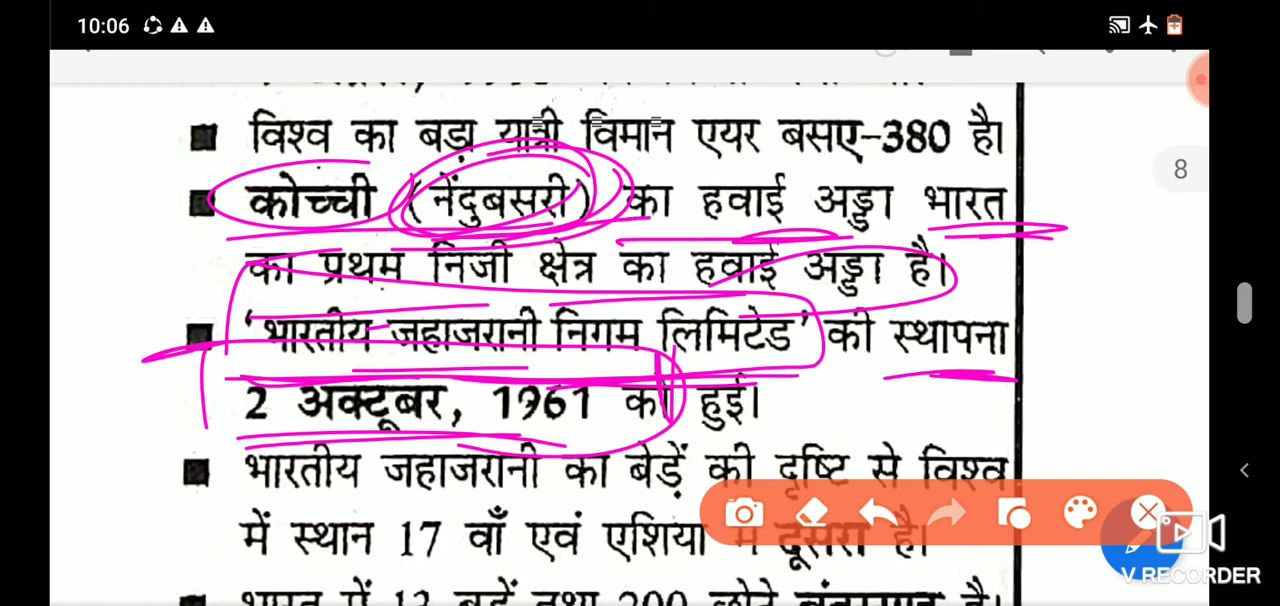 10:06
■ विश्व का बड़ा यात्री विमान एयर बसए-380 है।
8
■ कोच्ची (नेंदुबसरी) का हवाई अड्डा भारत
का प्रथम निजी क्षेत्र का हवाई अड्डा है।
■ 'भारतीय जहाजरानी निगम लिमिटेड' की स्थापना
2 अक्टूबर, 1961 को हुई।
■ भारतीय जहाजरानी का बेड़ें की दृष्टि से विश्व
में स्थान 17 वाँ एवं एशिया में दूसरा है।
V RECORDER